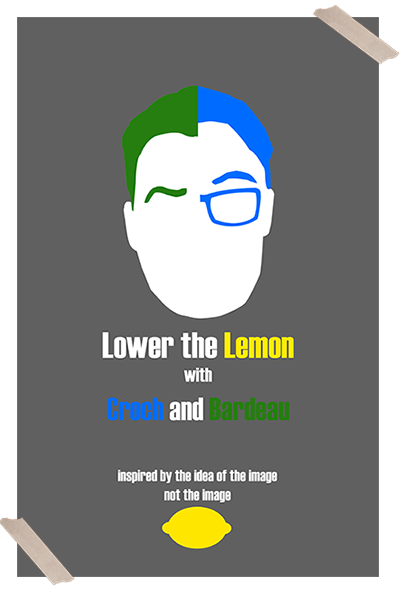 Lower the Lemon
with
Croch and Bardeau
inspired by the idea of the image
not the image